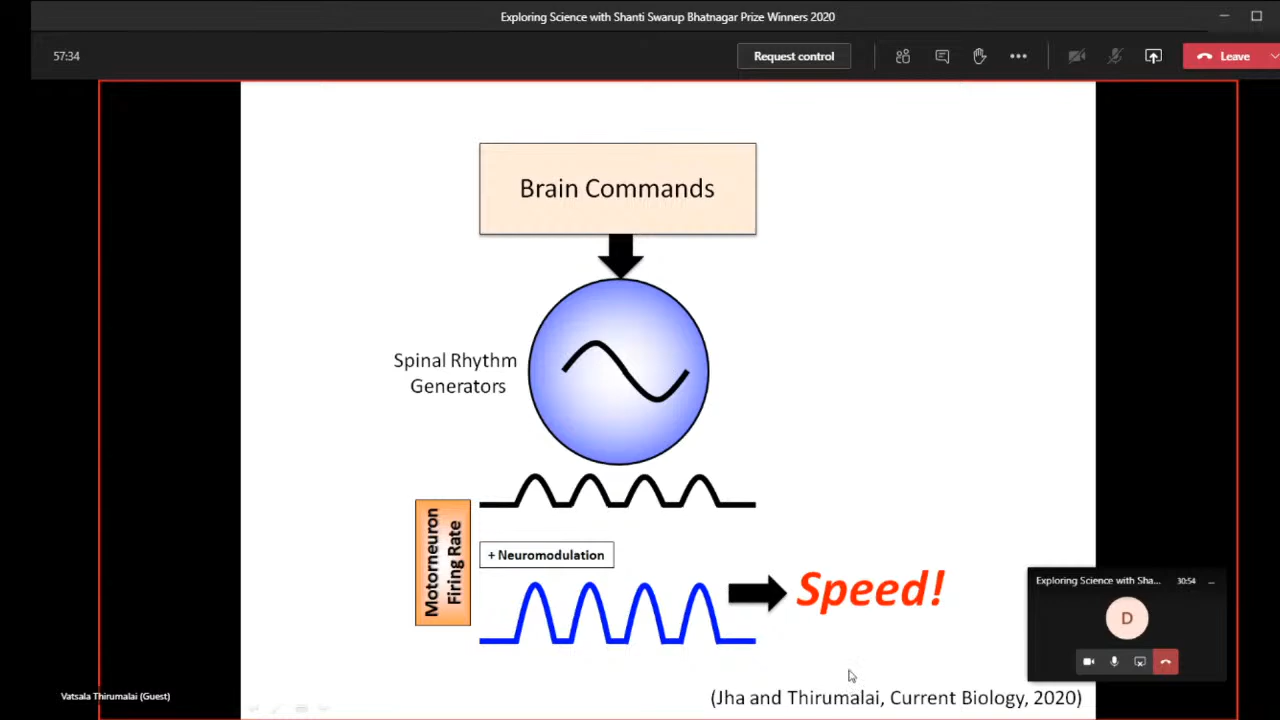 Exploring Science with Shanti Swarup Bhatnagar Prize Winners 2020
57:34
Request control
Leave
Brain Commands
Spinal Rhythm
Generators
Motorneuron
Firing Rate
+ Neuromodulation
Speed!
Exploring Science with Sha...
30:54
D
Vatsala Thirumalai (Guest)
(Jha and Thirumalai, Current Biology, 2020)